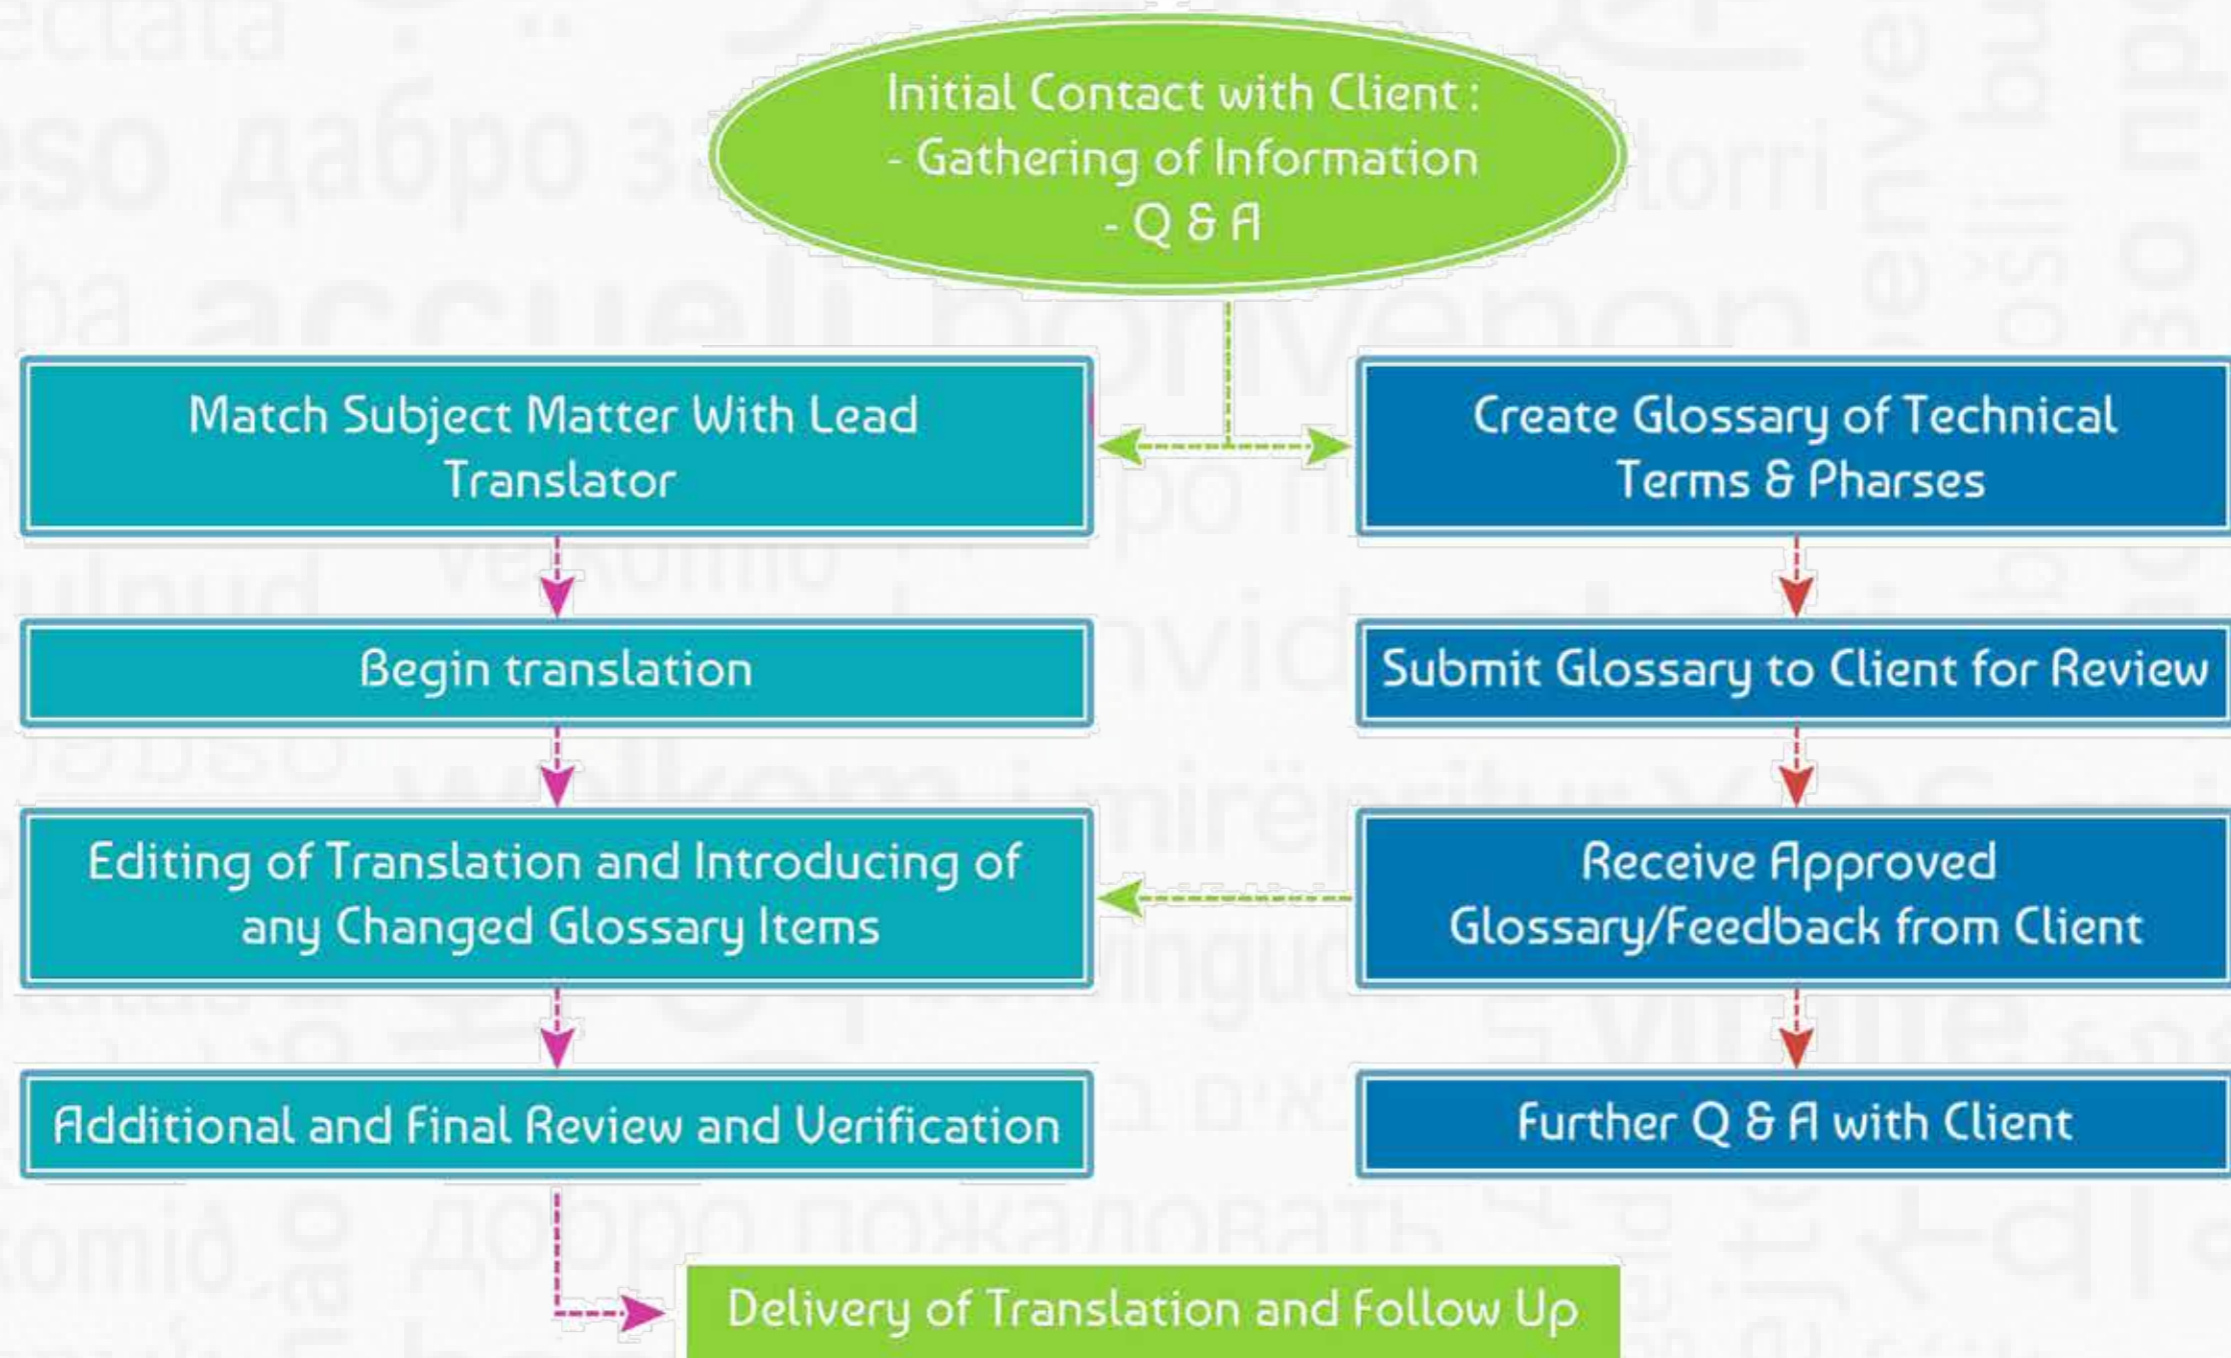 Initial Contact with Client :
- Gathering of Information
- Q & A
Match Subject Matter With Lead
Translator
Create Glossary of Technical
Terms & Pharses
Begin translation
Submit Glossary to Client for Review
Editing of Translation and Introducing of
any Changed Glossary Items
Receive Approved
Glossary/Feedback from Client
Additional and Final Review and Verification
Further Q & A with Client
Delivery of Translation and Follow Up
добро пожаловать